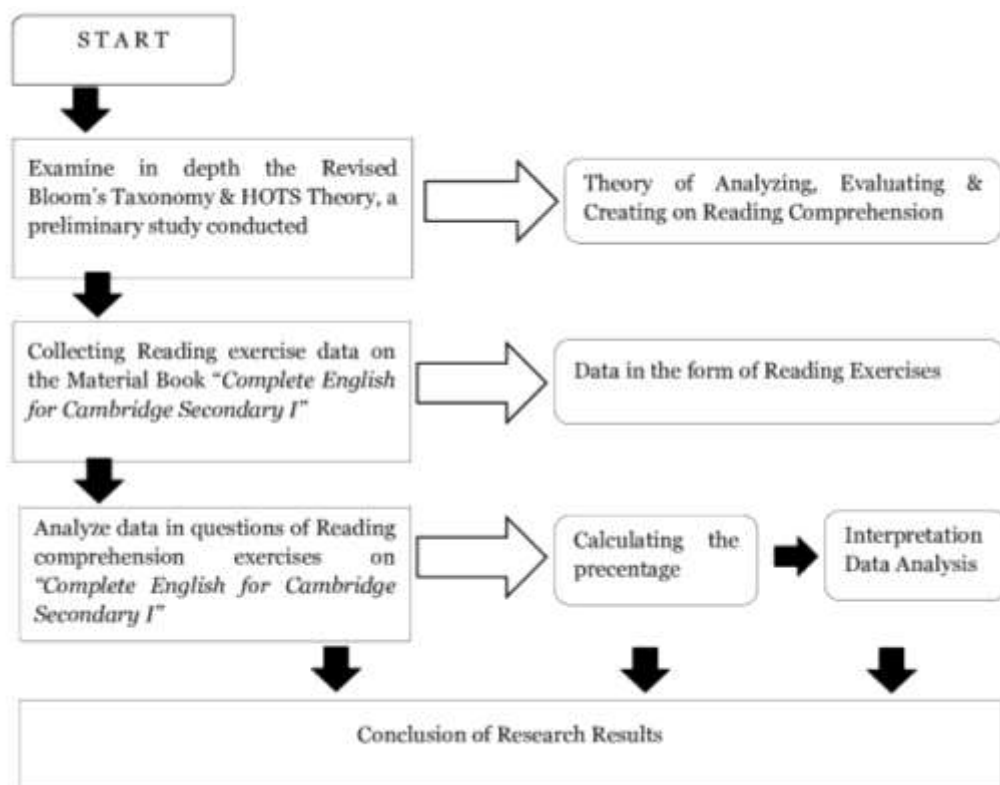 START
Examine in depth the Revised
Bloom's Taxonomy & HOTS Theory, a
preliminary study conducted
Theory of Analyzing, Evaluating &
Creating on Reading Comprehension
Collecting Reading exercise data on
the Material Book "Complete English
for Cambridge Secondary I"
Data in the form of Reading Exercises
Analyze data in questions of Reading
comprehension exercises on
"Complete English for Cambridge
Secondary I"
Calculating the
precentage
Interpretation
Data Analysis
Conclusion of Research Results